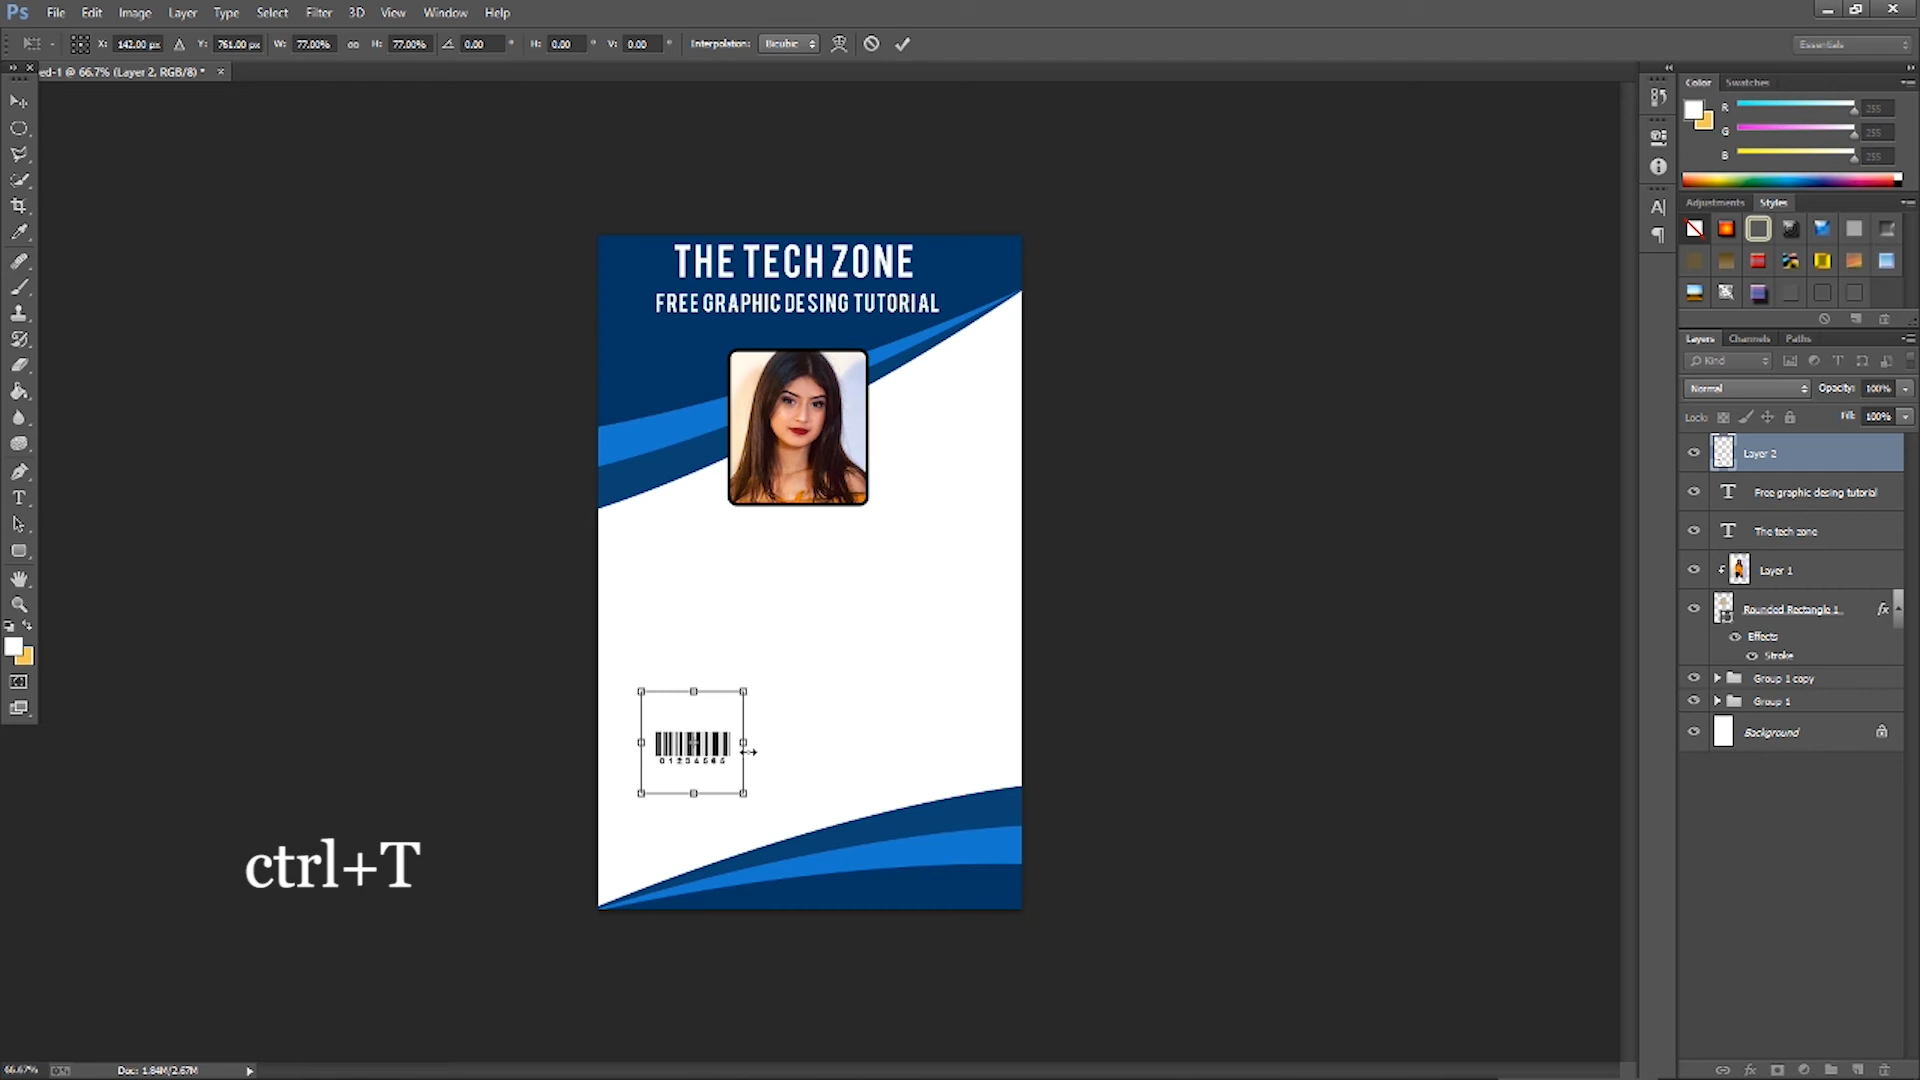 Ps File Edit Image Layer Type Select Filter 3D View Window Help
X: 142.00 px Y: 761.00 px W: 77.00% H: 77.00% 0.00 ° H: 0.00 ° V: 0.00 ° Interpolation: Bicubic Essentials
ed-1 @ 66.7% (Layer 2, RGB/8) * ×
Color Swatches
R 255
G 255
B 255
Adjustments Styles
THE TECH ZONE
FREE GRAPHIC DESING TUTORIAL
Layers Channels Paths
Kind
Normal Opacity: 100%
Lock: Fill: 100%
Layer 2
T Free graphic desing tutorial
T The tech zone
Layer 1
Rounded Rectangle 1 fx
Effects
Stroke
Group 1 copy
Group 1
Background
01234565
ctrl+T
66.67% Doc: 1.84M/2.67M